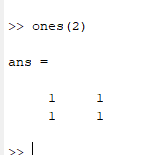 >> ones(2)
ans =
1 1
1 1
>>